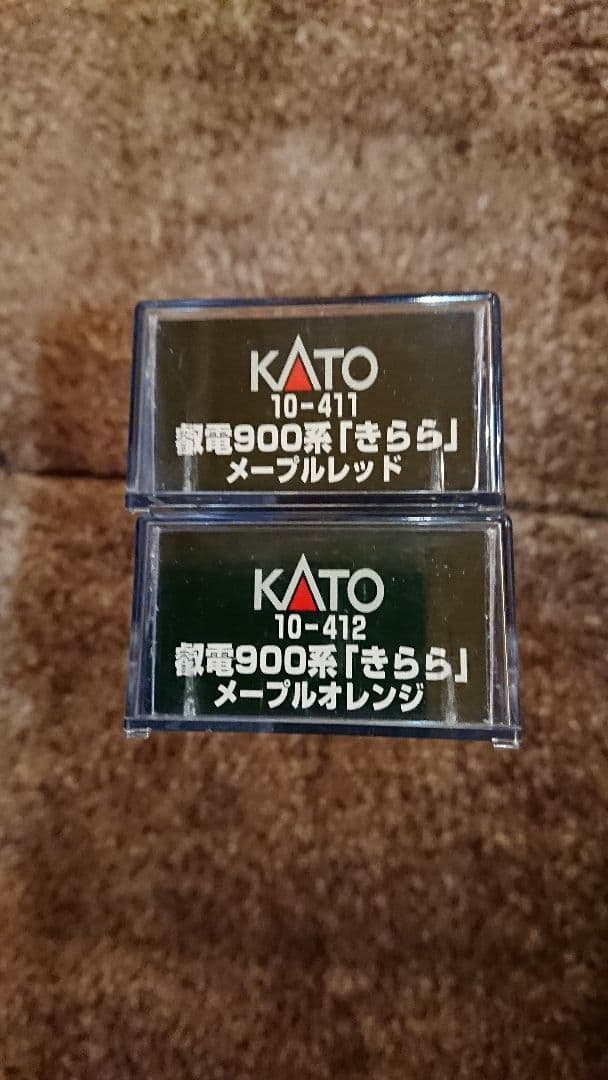 KATO
10-411
叡電900系「きらら」
メープルレッド
KATO
10-412
叡電900系「きらら」
メープルオレンジ